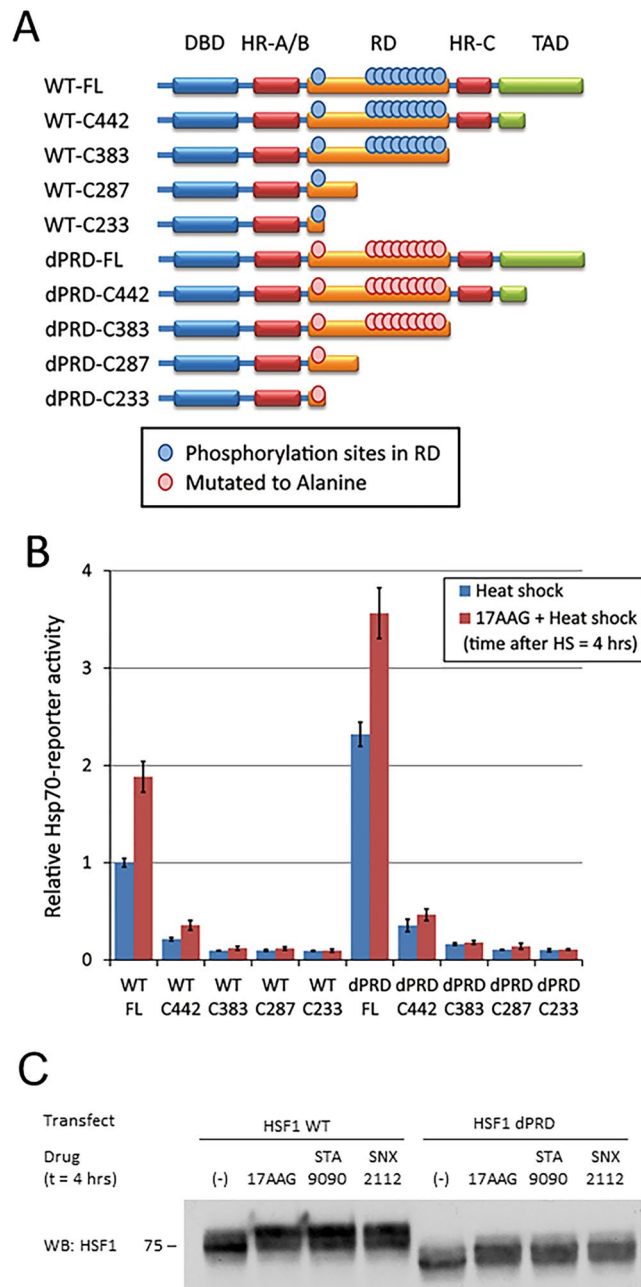 A
DBD HR-A/B RD HR-C TAD
WT-FL
WT-C442
WT-C383
WT-C287
WT-C233
dPRD-FL
dPRD-C442
dPRD-C383
dPRD-C287
dPRD-C233
Phosphorylation sites in RD
Mutated to Alanine
B
Relative Hsp70-reporter activity
4
3
2
1
0
Heat shock
17AAG + Heat shock
(time after HS = 4 hrs)
WT WT WT WT WT dPRD dPRD dPRD dPRD dPRD
FL C442 C383 C287 C233 FL C442 C383 C287 C233
C
Transfect HSF1 WT HSF1 dPRD
Drug STA SNX STA SNX
(t = 4 hrs) (-) 17AAG 9090 2112 (-) 17AAG 9090 2112
WB: HSF1 75 –